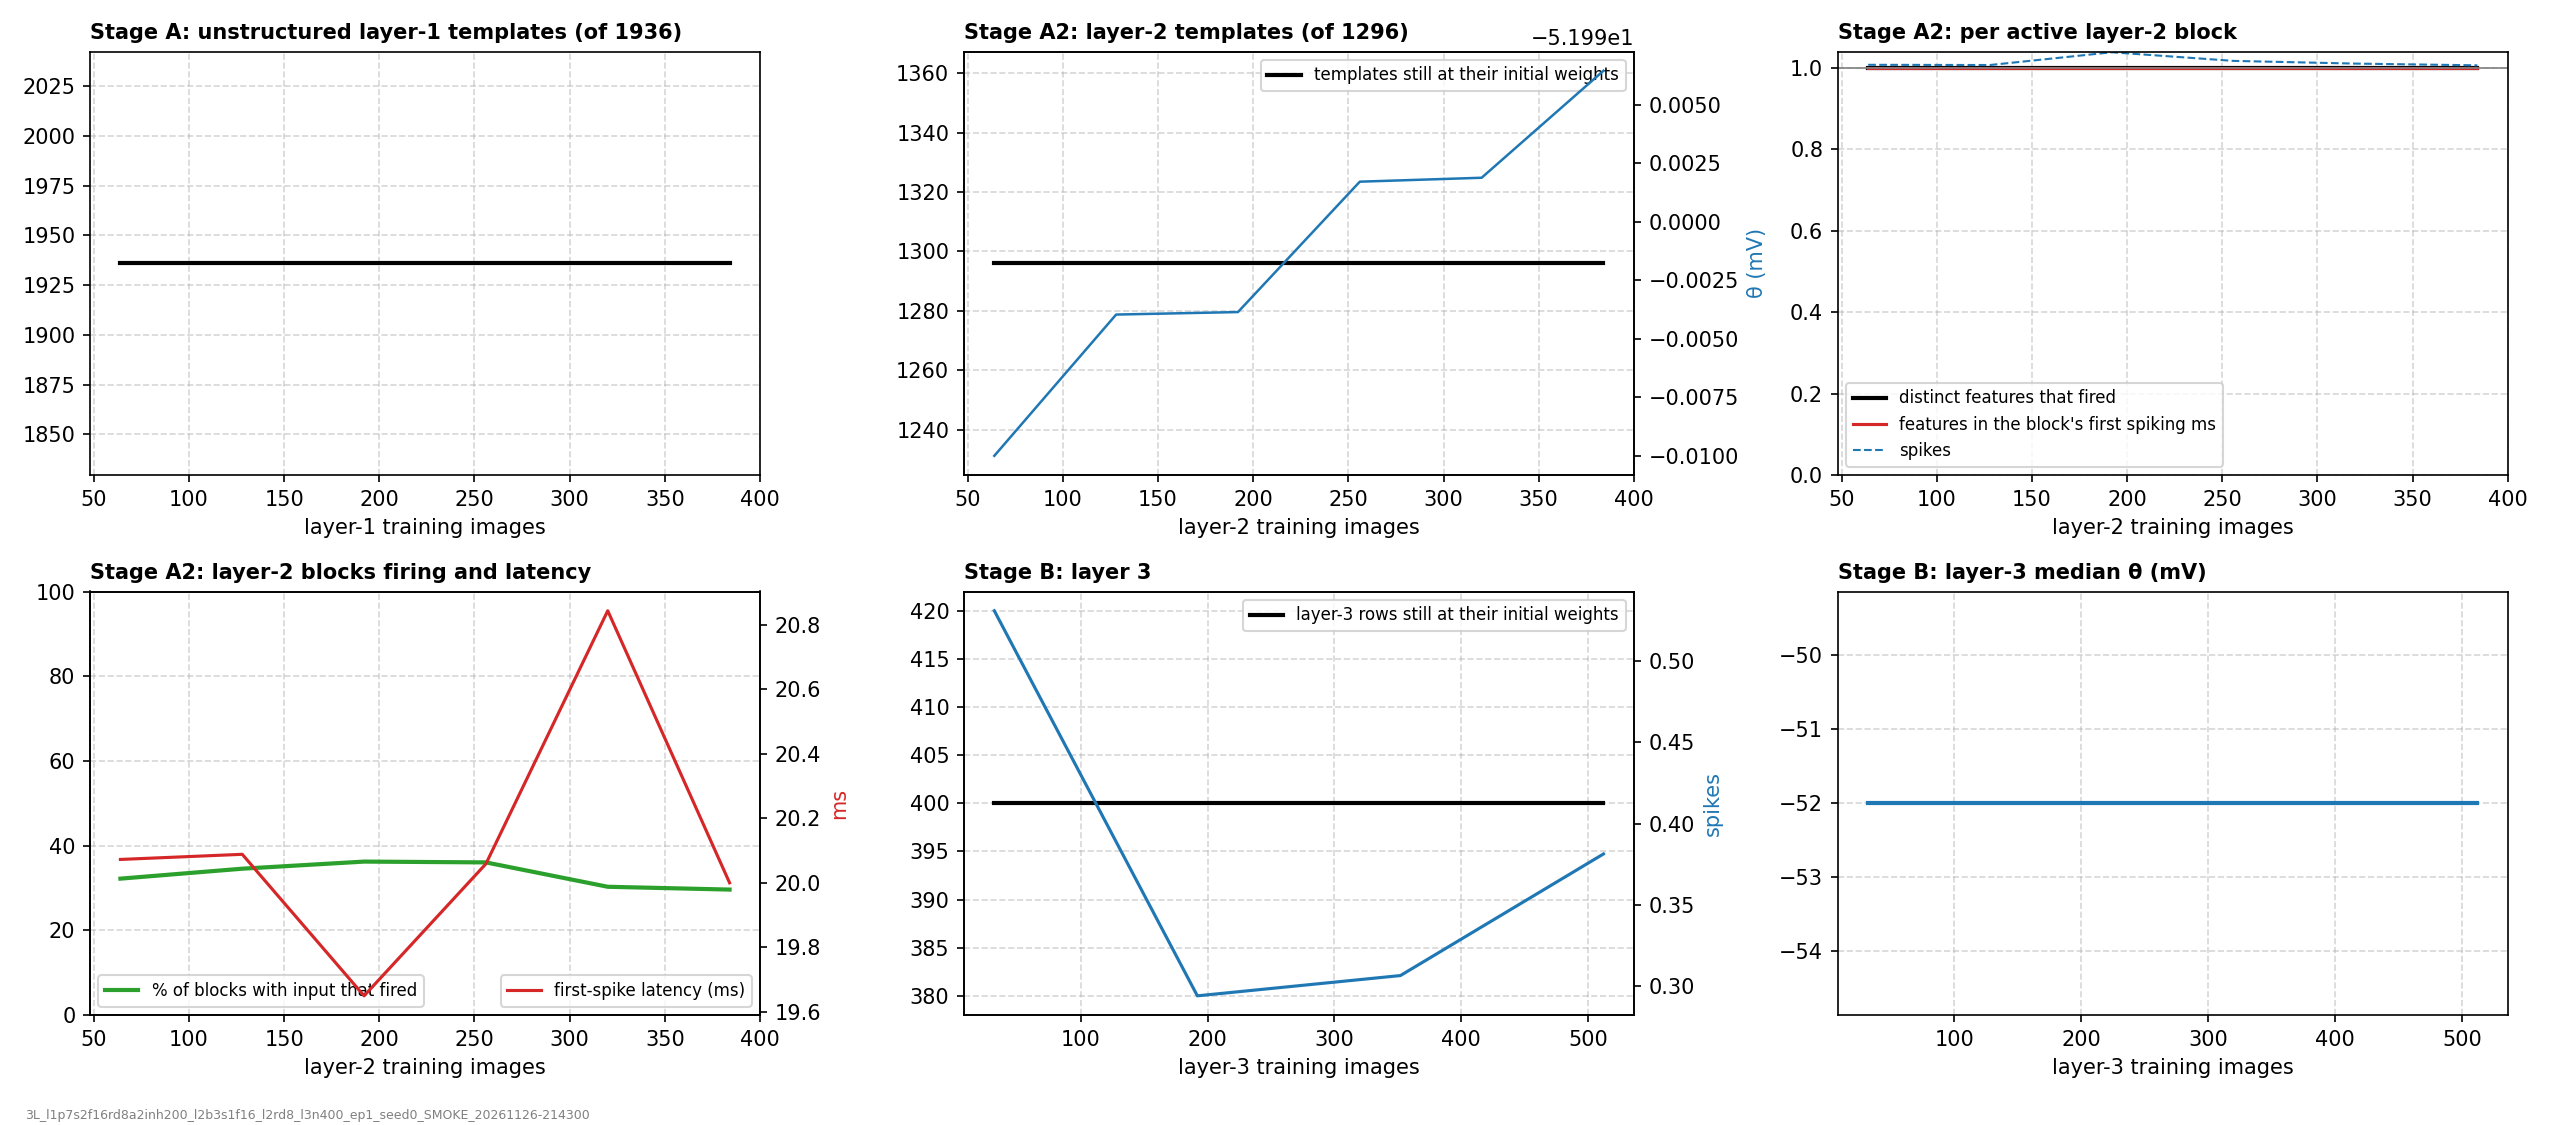 Stage A: unstructured layer-1 templates (of 1936)
2025
2000
1975
1950
1925
1900
1875
1850
50 100 150 200 250 300 350 400
layer-1 training images
Stage A2: layer-2 templates (of 1296)
−5.199e1
templates still at their initial weights
1360
1340
1320
1300
1280
1260
1240
0.0050
0.0025
0.0000
−0.0025
−0.0050
−0.0075
−0.0100
θ (mV)
50 100 150 200 250 300 350 400
layer-2 training images
Stage A2: per active layer-2 block
1.0
0.8
0.6
0.4
0.2
0.0
distinct features that fired
features in the block's first spiking ms
spikes
50 100 150 200 250 300 350 400
layer-2 training images
Stage A2: layer-2 blocks firing and latency
100
80
60
40
20
0
20.8
20.6
20.4
20.2
20.0
19.8
19.6
ms
% of blocks with input that fired
first-spike latency (ms)
50 100 150 200 250 300 350 400
layer-2 training images
Stage B: layer 3
layer-3 rows still at their initial weights
420
415
410
405
400
395
390
385
380
0.50
0.45
0.40
0.35
0.30
spikes
100 200 300 400 500
layer-3 training images
Stage B: layer-3 median θ (mV)
−50
−51
−52
−53
−54
100 200 300 400 500
layer-3 training images
3L_l1p7s2f16rd8a2inh200_l2b3s1f16_l2rd8_l3n400_ep1_seed0_SMOKE_20261126-214300